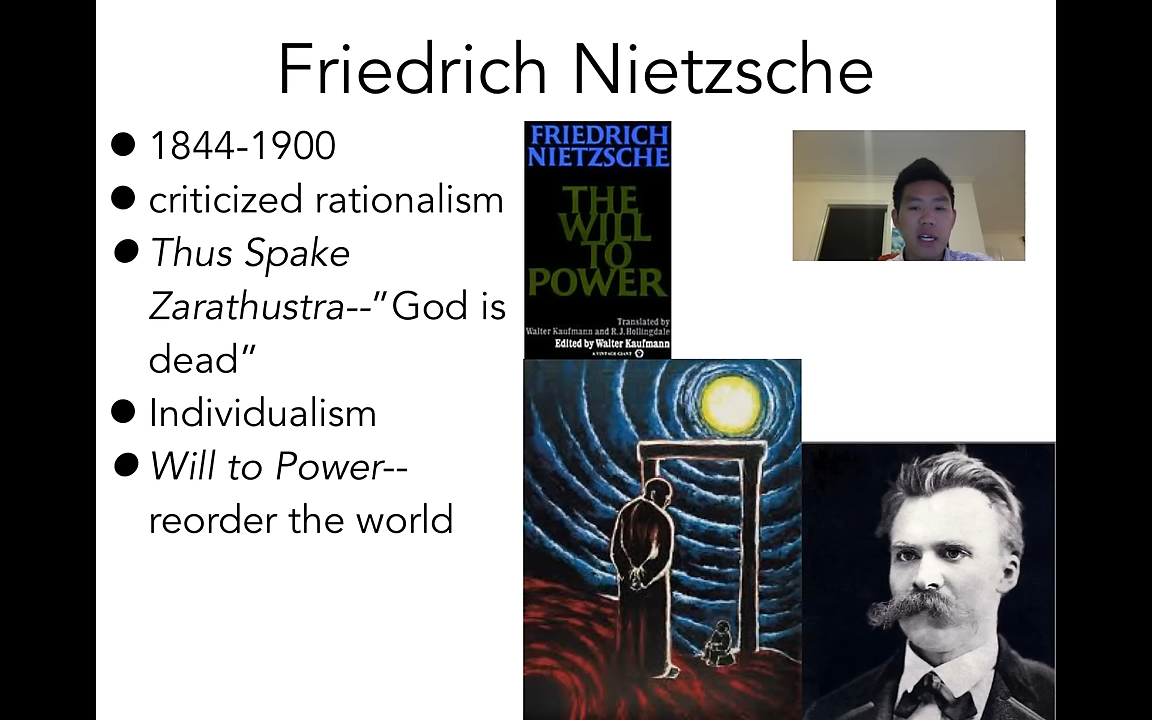 Friedrich Nietzsche
● 1844-1900
● criticized rationalism
● Thus Spake
Zarathustra--”God is
dead”
● Individualism
● Will to Power--
reorder the world
FRIEDRICH
NIETZSCHE
THE
WILL
TO
POWER
Translated by
Walter Kaufmann and R. J. Hollingdale
Edited by Walter Kaufmann
A VINTAGE GIANT